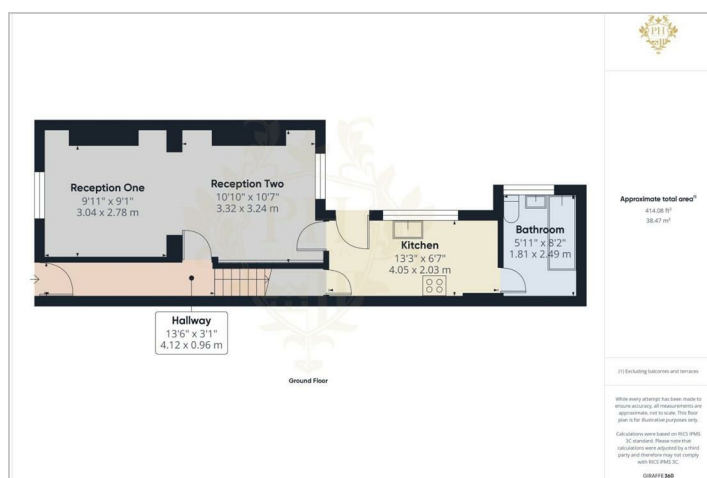 Reception One
9'11" x 9'1"
3.04 x 2.78 m
Reception Two
10'10" x 10'7"
3.32 x 3.24 m
Kitchen
13'3" x 6'7"
4.05 x 2.03 m
Bathroom
5'11" x 8'2"
1.81 x 2.49 m
Hallway
13'6" x 3'1"
4.12 x 0.96 m
Ground Floor
PH
Approximate total area(1)
414.08 ft²
38.47 m²
(1) Excluding balconies and terraces
While every attempt has been made to
ensure accuracy, all measurements are
approximate, not to scale. This floor
plan is for illustrative purposes only.
Calculations were based on RICS IPMS
3C standard. Please note that
calculations were adjusted by a third
party and therefore may not comply
with RICS IPMS 3C.
GIRAFFE360